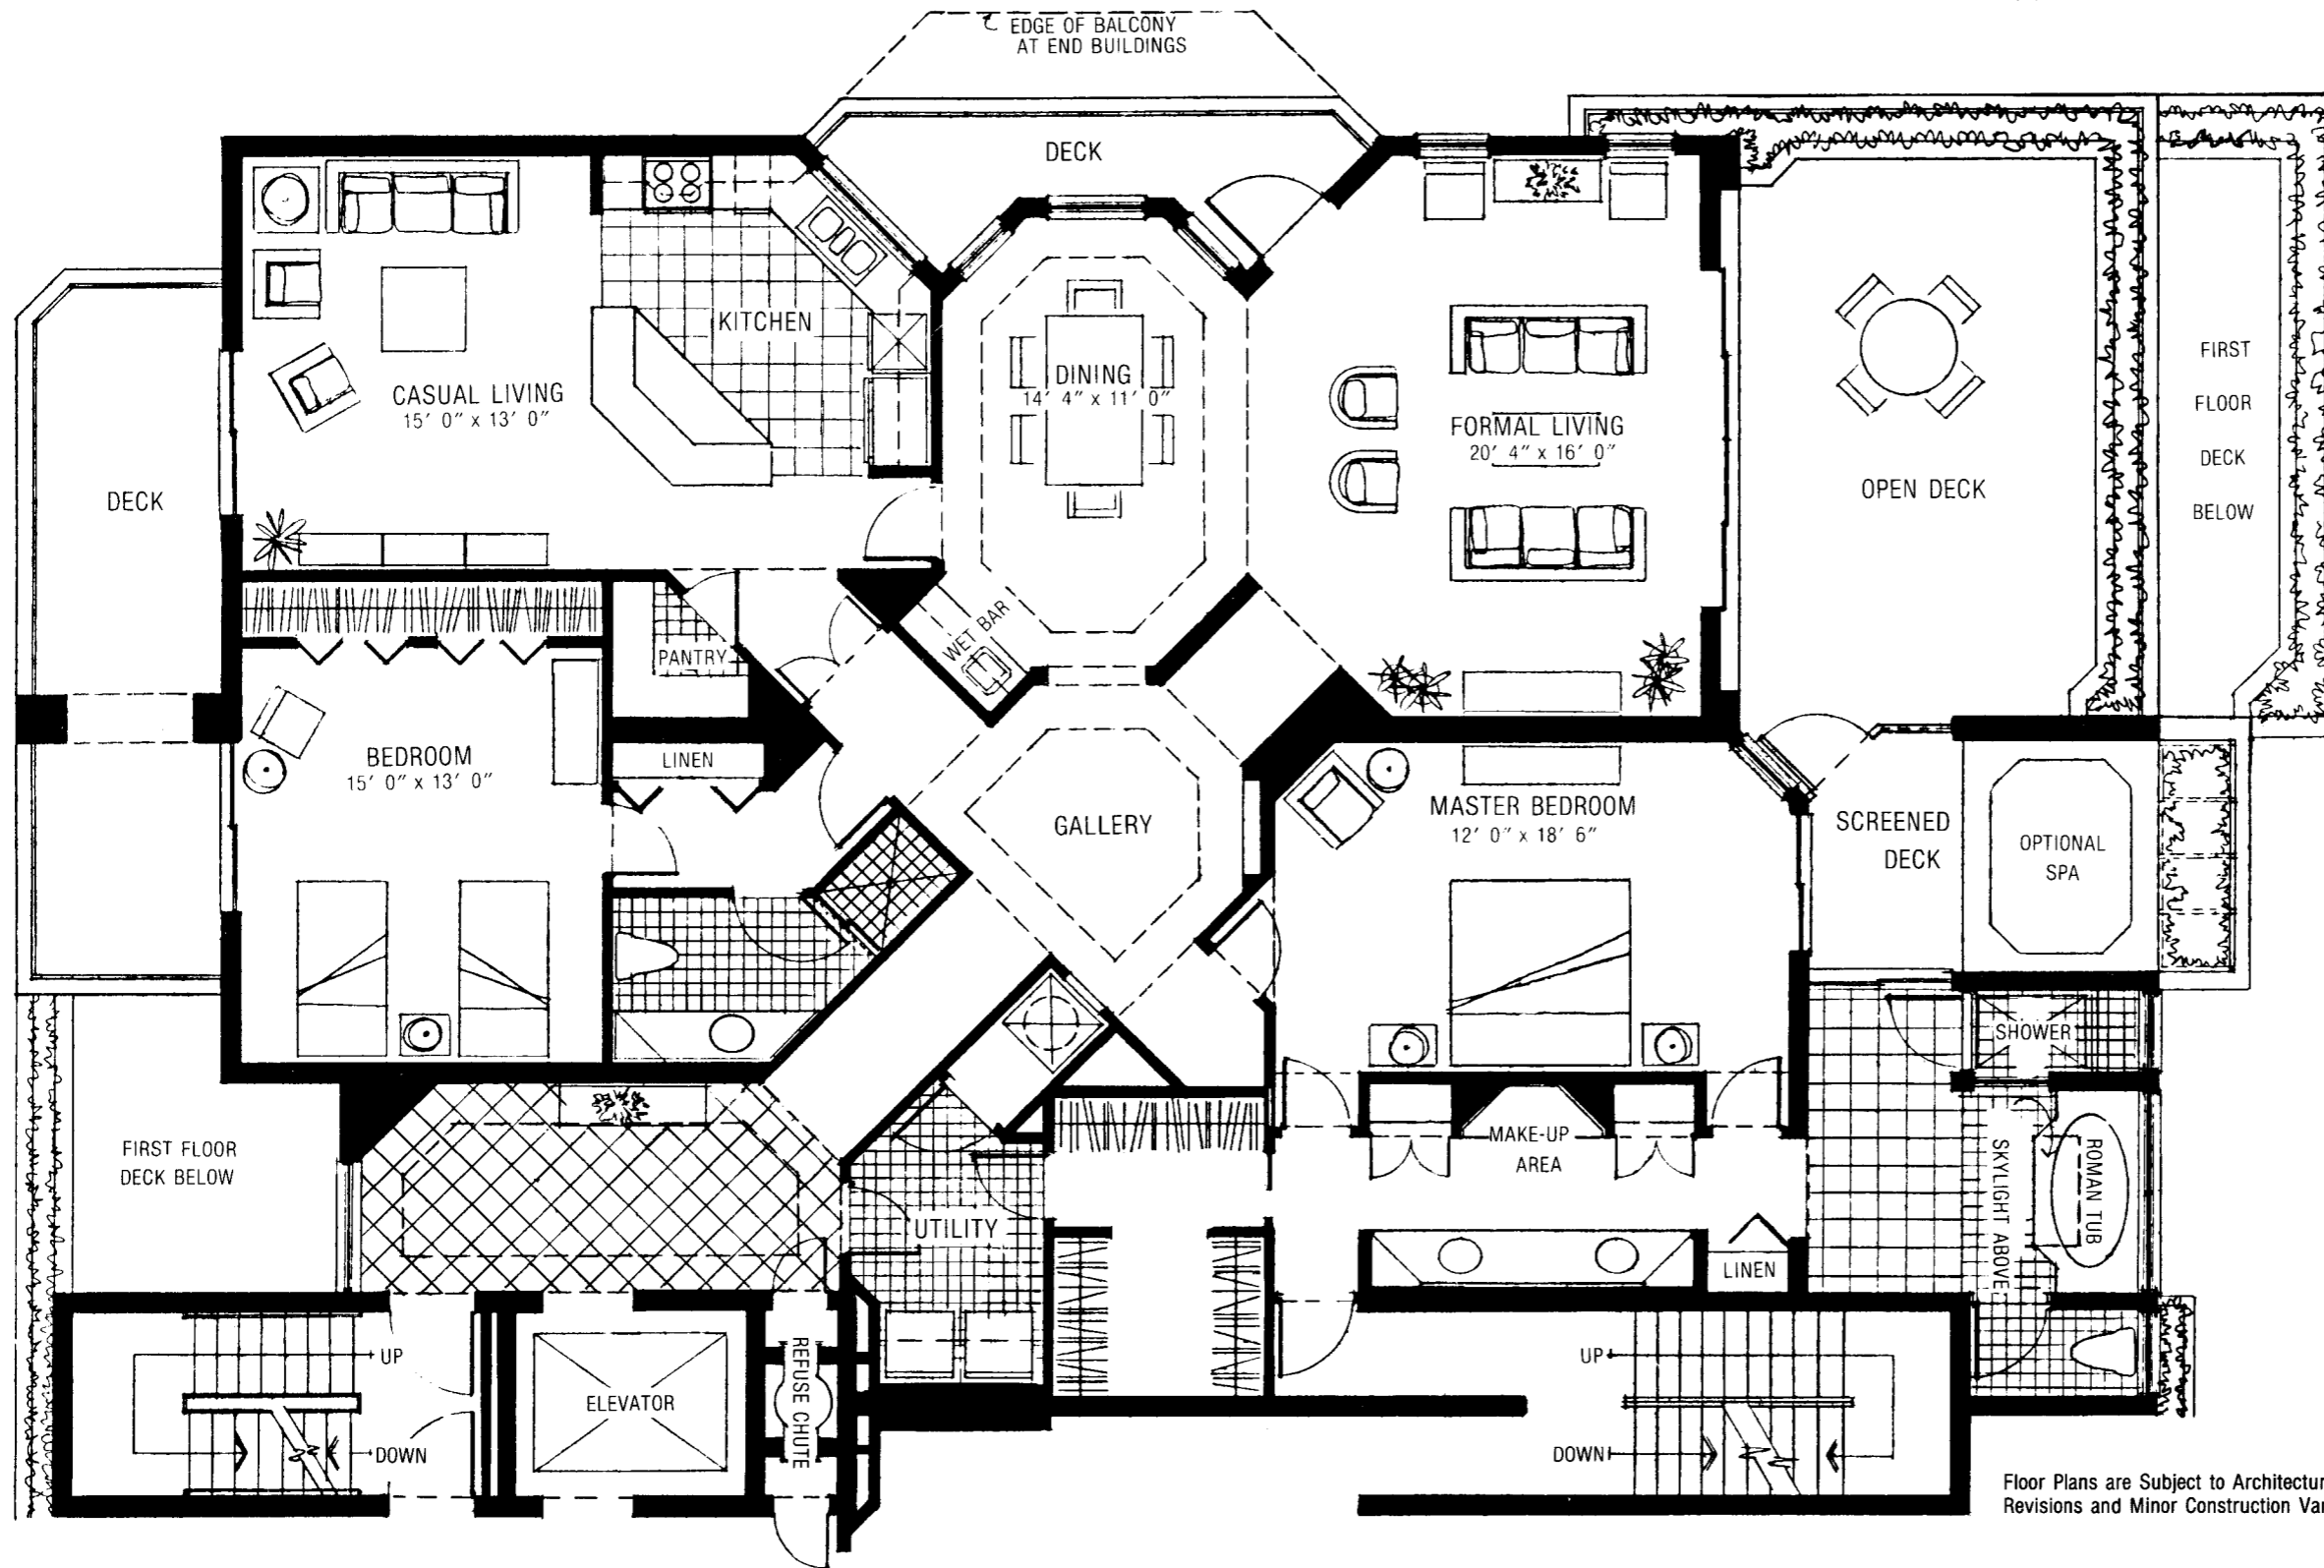 EDGE OF BALCONY
AT END BUILDINGS
DECK
KITCHEN
CASUAL LIVING
15' 0" x 13' 0"
DINING
14' 4" x 11' 0"
FORMAL LIVING
20' 4" x 16' 0"
OPEN DECK
FIRST
FLOOR
DECK
BELOW
DECK
PANTRY
WET BAR
LINEN
BEDROOM
15' 0" x 13' 0"
GALLERY
MASTER BEDROOM
12' 0" x 18' 6"
SCREENED
DECK
OPTIONAL
SPA
SHOWER
FIRST FLOOR
DECK BELOW
UTILITY
MAKE-UP
AREA
SKYLIGHT ABOVE
ROMAN TUB
LINEN
UP
DOWN
ELEVATOR
REFUSE CHUTE
UP
DOWN
Floor Plans are Subject to Architectur
Revisions and Minor Construction Va